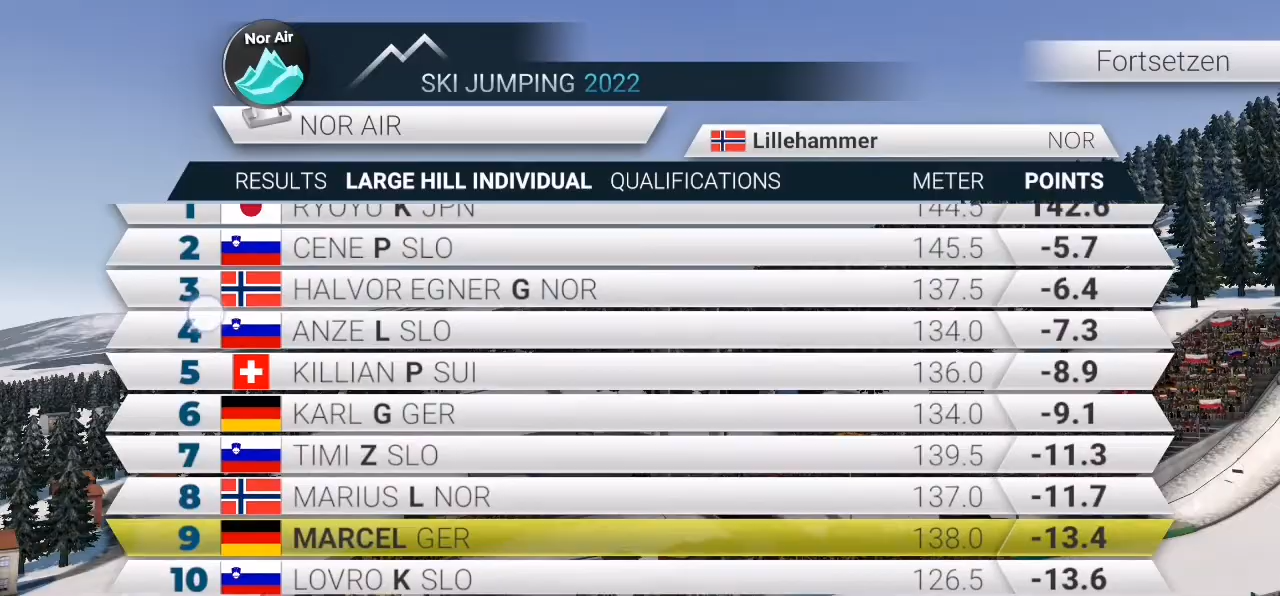 Nor Air
SKI JUMPING 2022
Fortsetzen
NOR AIR
Lillehammer NOR
RESULTS LARGE HILL INDIVIDUAL QUALIFICATIONS METER POINTS
1 RYOYU K JPN 144.5 142.6
2 CENE P SLO 145.5 -5.7
3 HALVOR EGNER G NOR 137.5 -6.4
4 ANZE L SLO 134.0 -7.3
5 KILLIAN P SUI 136.0 -8.9
6 KARL G GER 134.0 -9.1
7 TIMI Z SLO 139.5 -11.3
8 MARIUS L NOR 137.0 -11.7
9 MARCEL GER 138.0 -13.4
10 LOVRO K SLO 126.5 -13.6